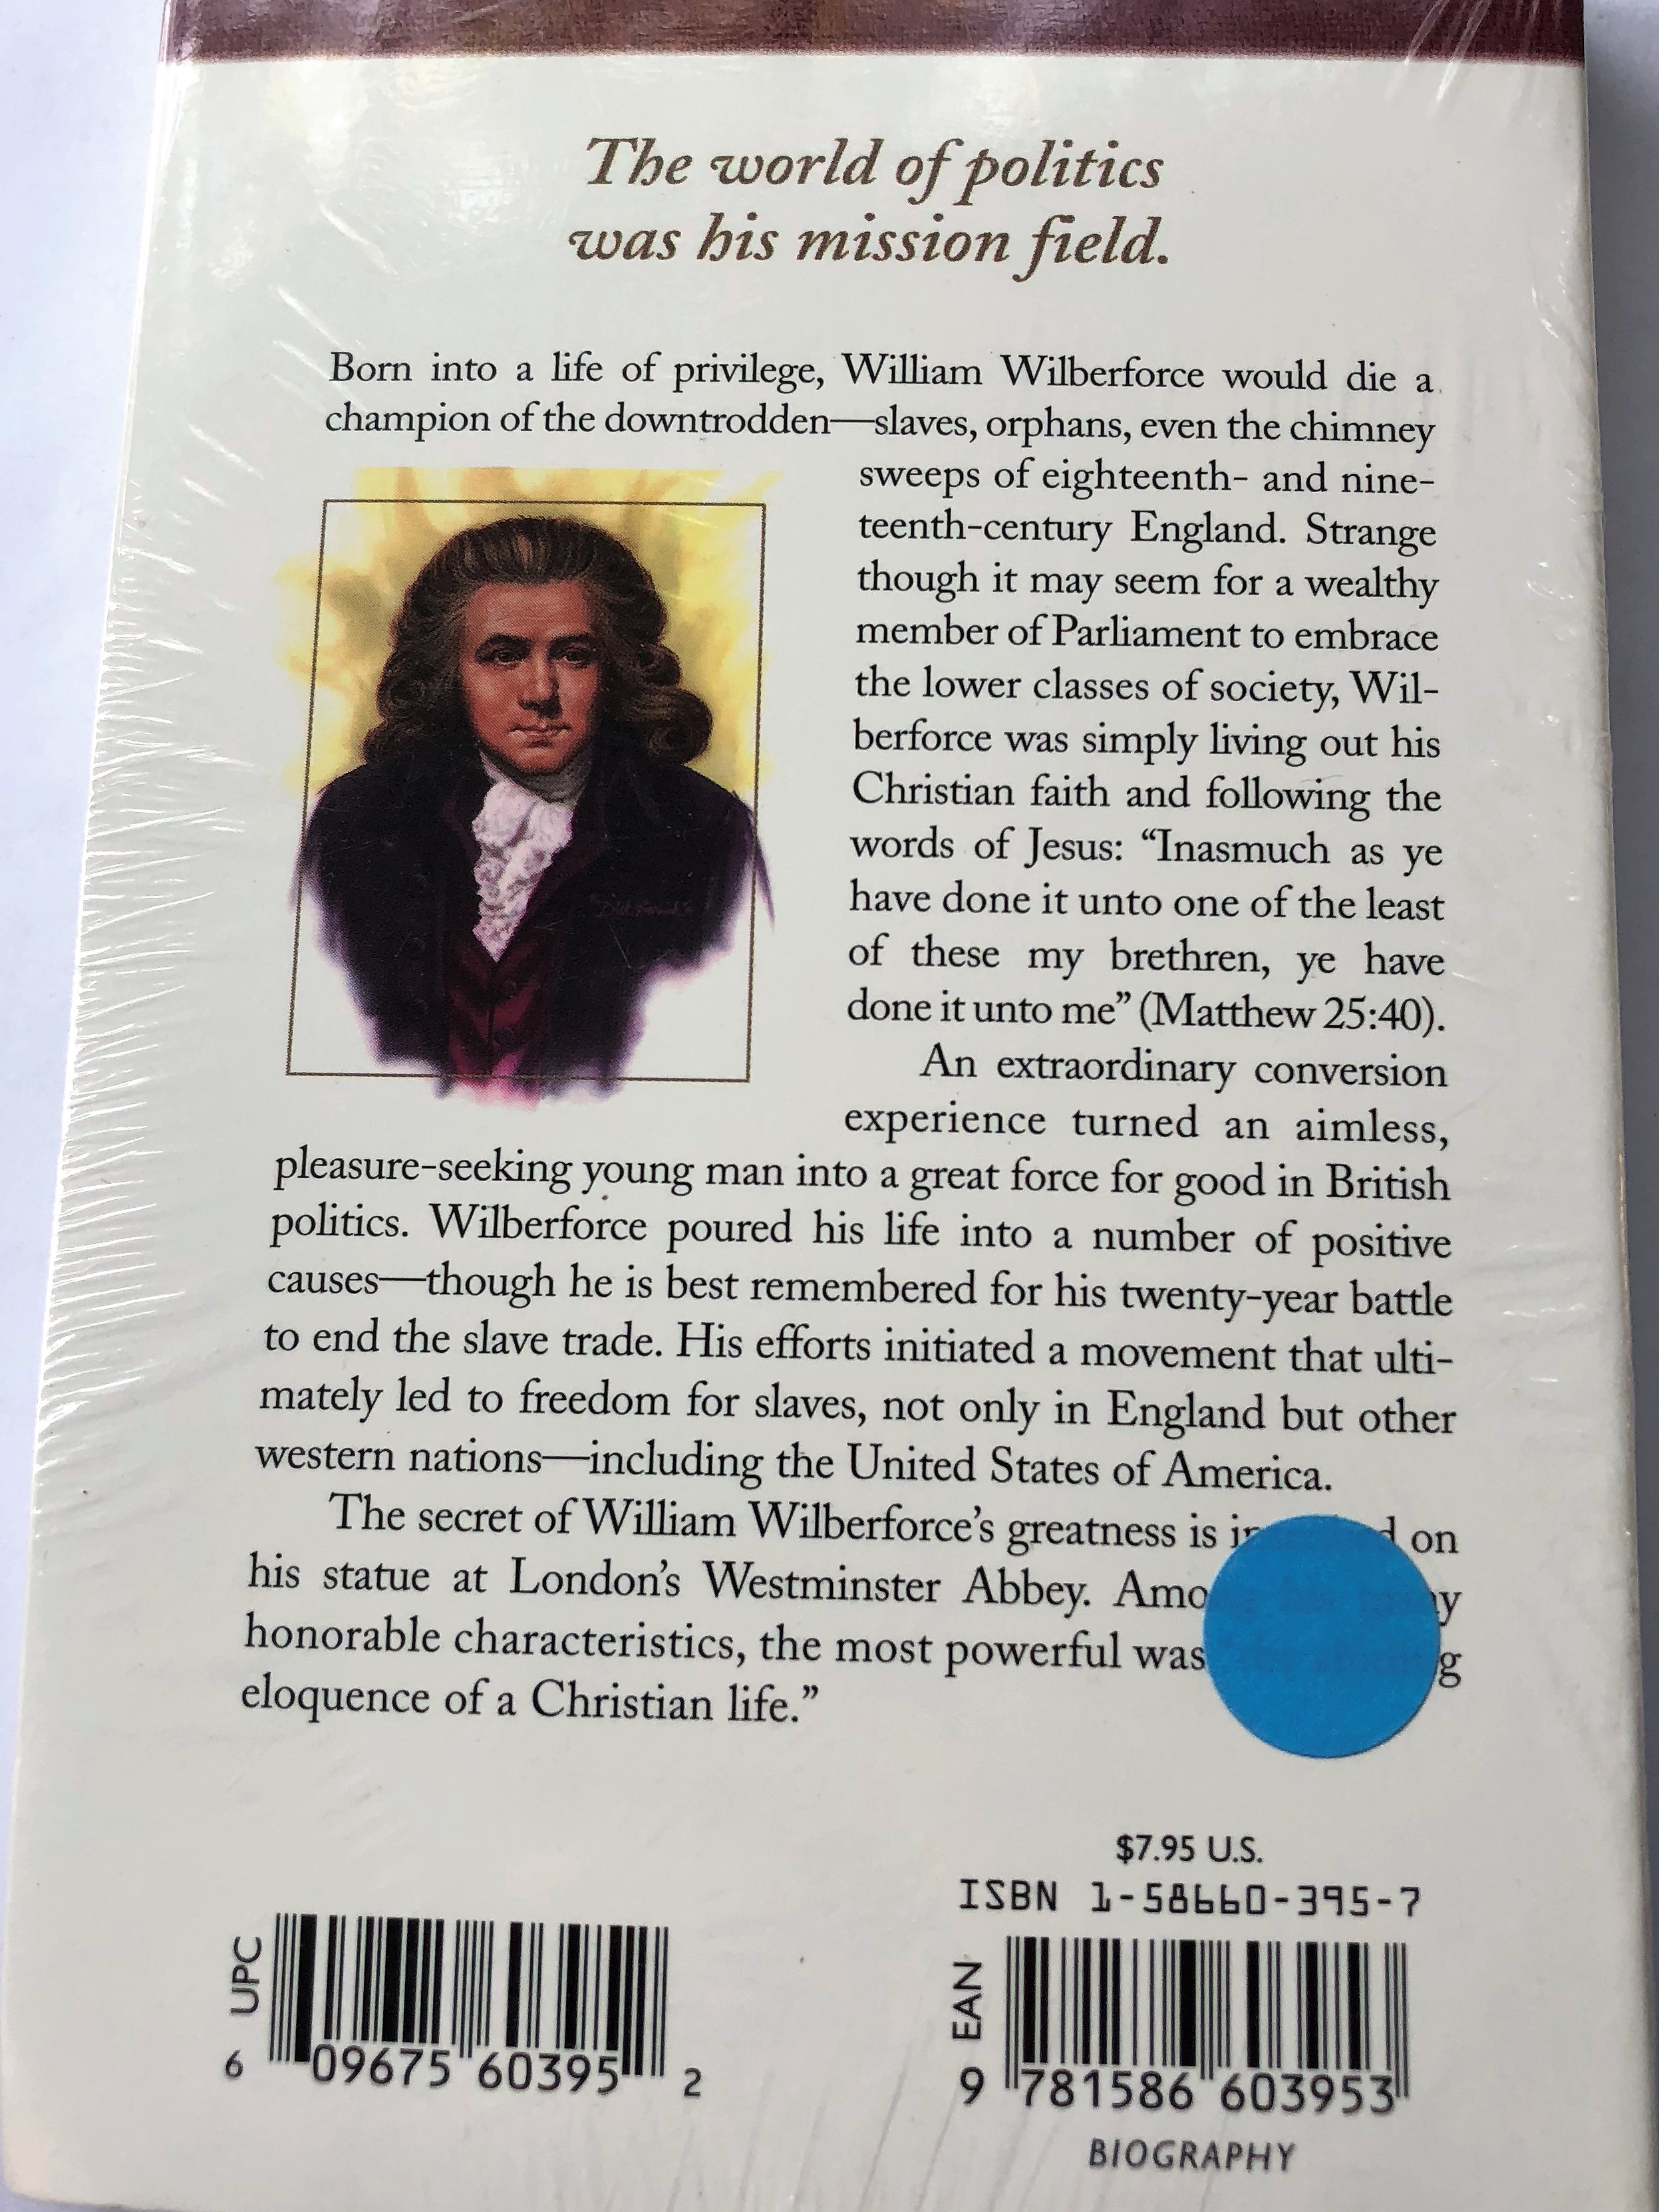 The world of politics
was his mission field.
Born into a life of privilege, William Wilberforce would die a
champion of the downtrodden—slaves, orphans, even the chimney
sweeps of eighteenth- and nine-
teenth-century England. Strange
though it may seem for a wealthy
member of Parliament to embrace
the lower classes of society, Wil-
berforce was simply living out his
Christian faith and following the
words of Jesus: “Inasmuch as ye
have done it unto one of the least
of these my brethren, ye have
done it unto me” (Matthew 25:40).
An extraordinary conversion
experience turned an aimless,
pleasure-seeking young man into a great force for good in British
politics. Wilberforce poured his life into a number of positive
causes—though he is best remembered for his twenty-year battle
to end the slave trade. His efforts initiated a movement that ulti-
mately led to freedom for slaves, not only in England but other
western nations—including the United States of America.
The secret of William Wilberforce’s greatness is on
his statue at London’s Westminster Abbey.
honorable characteristics, the most powerful was
eloquence of a Christian life.”
$7.95 U.S.
ISBN 1-58660-395-7
UPC
6 09675 60395 2
EAN
9 781586 603953
BIOGRAPHY